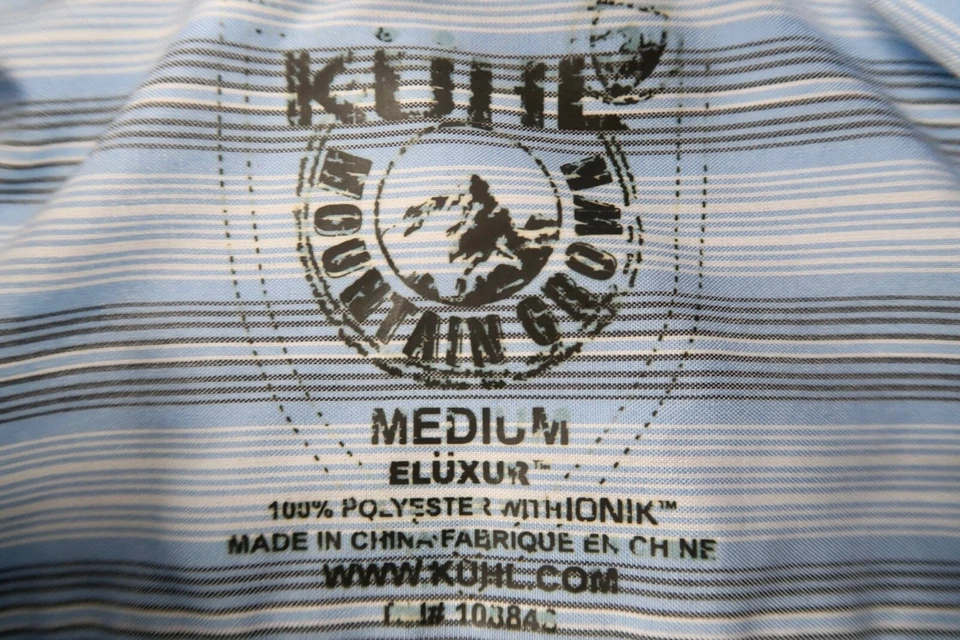 KÜHL
MOUNTAIN GROWN
MEDIUM
ELÜXUR™
100% POLYESTER WITH IONIK™
MADE IN CHINA FABRIQUE EN CHINE
WWW.KÜHL.COM